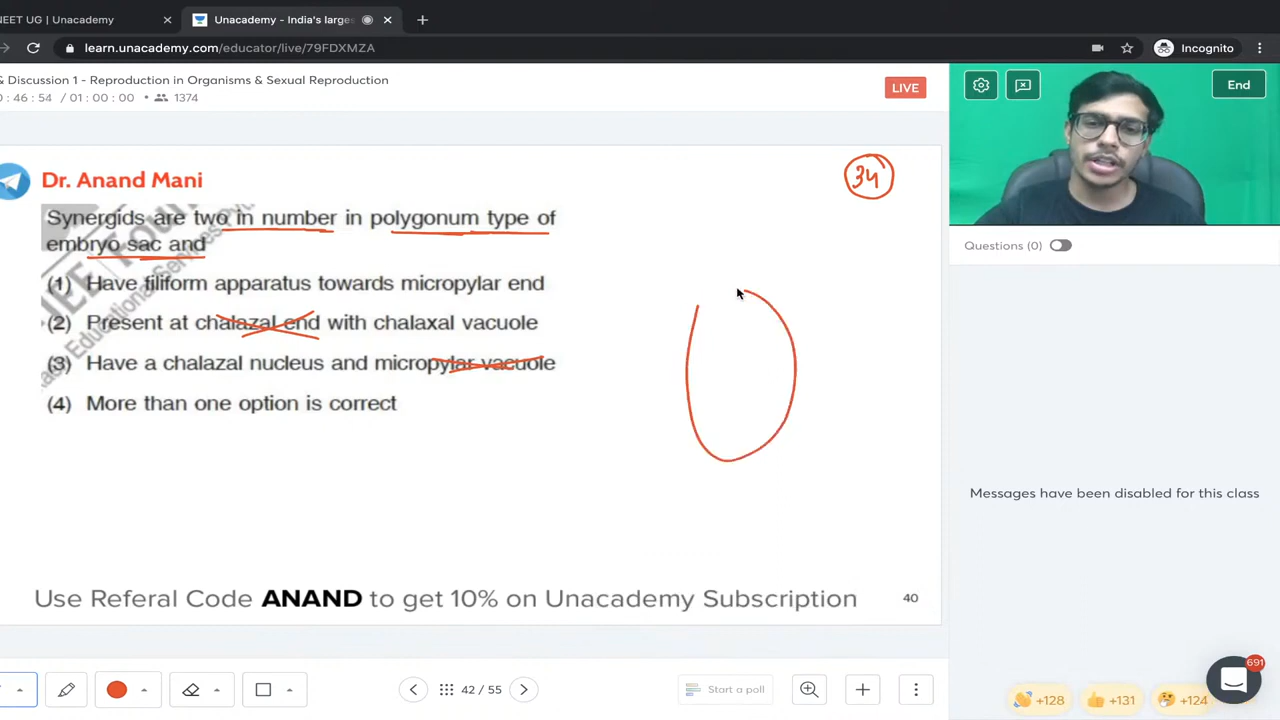 NEET UG | Unacademy
Unacademy - India's larges
learn.unacademy.com/educator/live/79FDXMZA
Incognito
& Discussion 1 - Reproduction in Organisms & Sexual Reproduction
0 : 46 : 54 / 01 : 00 : 00 • 1374
LIVE
End
Dr. Anand Mani
34
Synergids are two in number in polygonum type of
embryo sac and
(1) Have filiform apparatus towards micropylar end
(2) Present at chalazal end with chalaxal vacuole
(3) Have a chalazal nucleus and micropylar vacuole
(4) More than one option is correct
Questions (0)
Messages have been disabled for this class
Use Referal Code ANAND to get 10% on Unacademy Subscription
40
42 / 55
Start a poll
691
+128
+131
+124